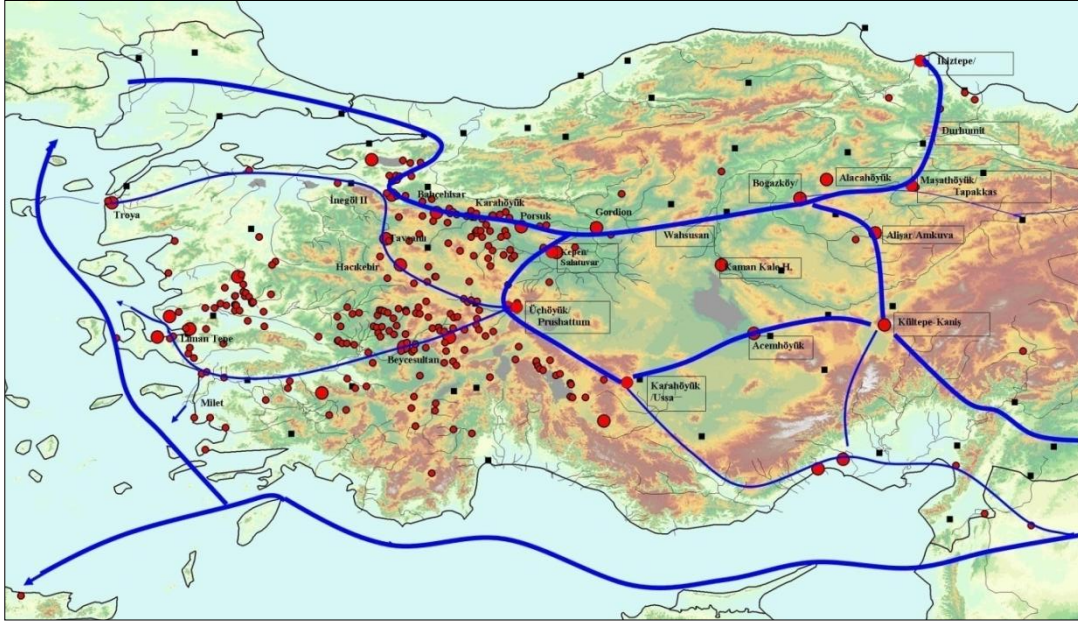 İkiztepe/
Durhumit
Boğazköy/
Alacahöyük
Mayathöyük/
Tapakkas
İnegöl II
Bahçehisar
Karahöyük
Troya
Porsuk
Gordion
Wahsusan
Alişar/Amkuva
Tavşanlı
Kepen/
Salatuvar
Hacıkebir
Kaman Kale H.
Üçhöyük/
Prushattum
Kültepe-Kaniş
Liman Tepe
Beycesultan
Acemhöyük
Karahöyük
/Ussa
Milet